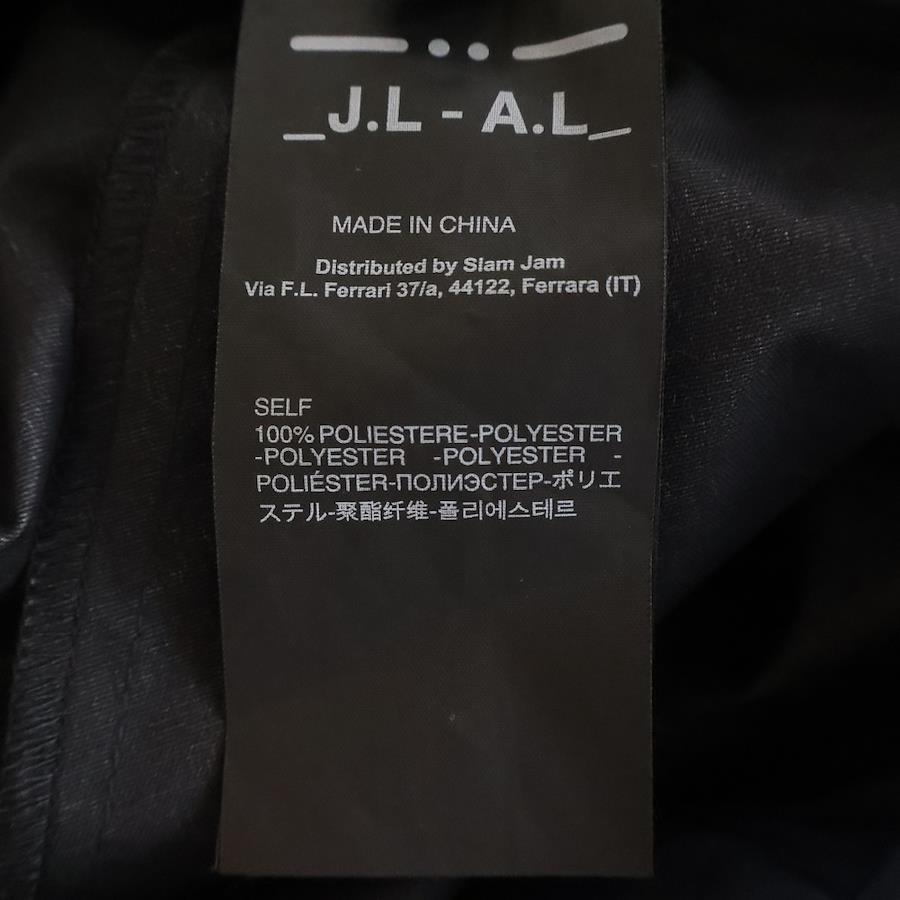 _J.L - A.L_
MADE IN CHINA
Distributed by Slam Jam
Via F.L. Ferrari 37/a, 44122, Ferrara (IT)
SELF
100% POLIESTERE-POLYESTER
-POLYESTER -POLYESTER -
POLIÉSTER-ПОЛИЭСТЕР-ポリエ
ステル-聚酯纤维-폴리에스테르